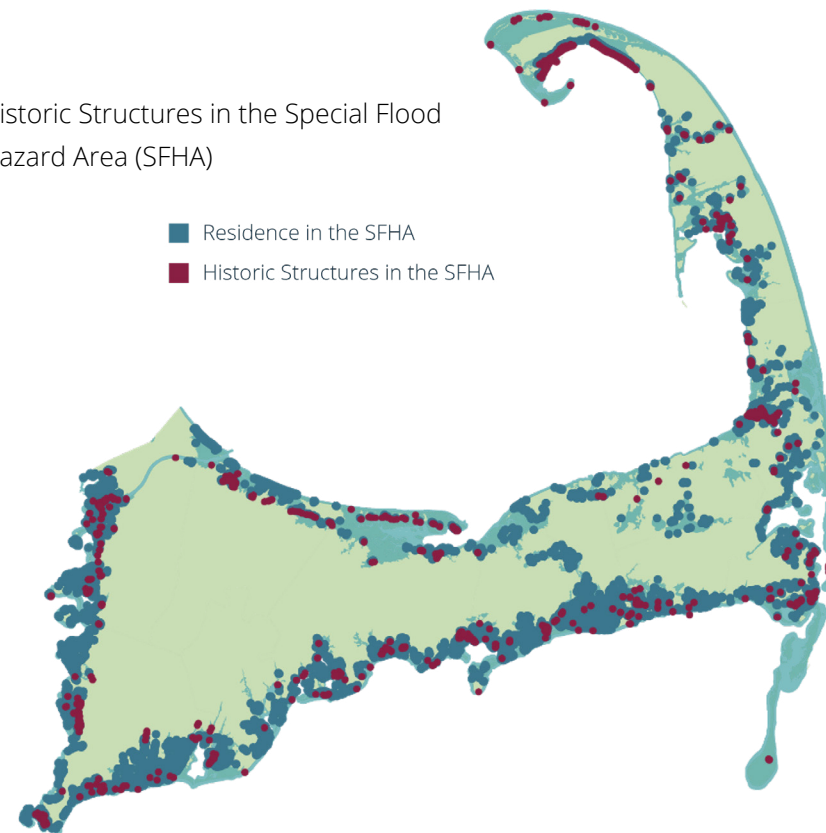 istoric Structures in the Special Flood
azard Area (SFHA)
Residence in the SFHA
Historic Structures in the SFHA